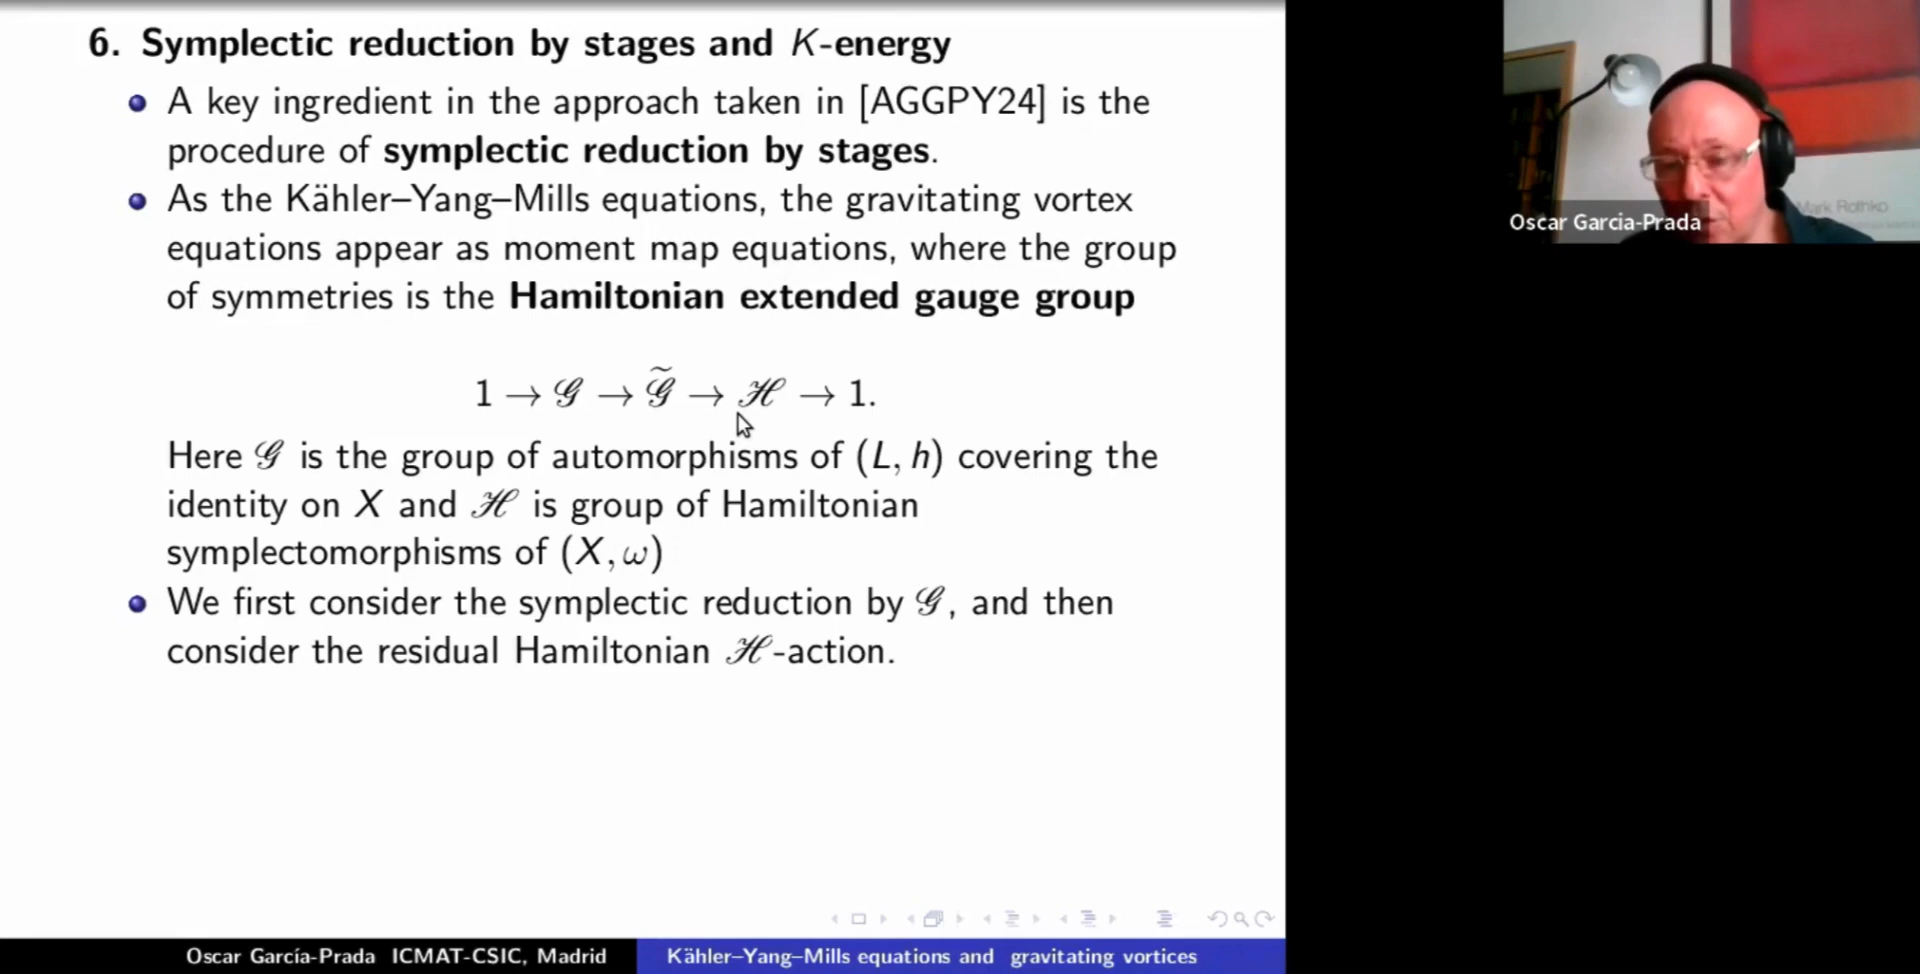 6. Symplectic reduction by stages and K-energy
A key ingredient in the approach taken in [AGGPY24] is the
procedure of symplectic reduction by stages.
As the Kähler–Yang–Mills equations, the gravitating vortex
equations appear as moment map equations, where the group
of symmetries is the Hamiltonian extended gauge group
1 → 𝒢 → 𝒢̃ → ℋ → 1.
Here 𝒢 is the group of automorphisms of (L, h) covering the
identity on X and ℋ is group of Hamiltonian
symplectomorphisms of (X, ω)
We first consider the symplectic reduction by 𝒢, and then
consider the residual Hamiltonian ℋ-action.
Oscar García-Prada ICMAT-CSIC, Madrid
Kähler–Yang–Mills equations and gravitating vortices
Mark Rothko
Oscar Garcia-Prada